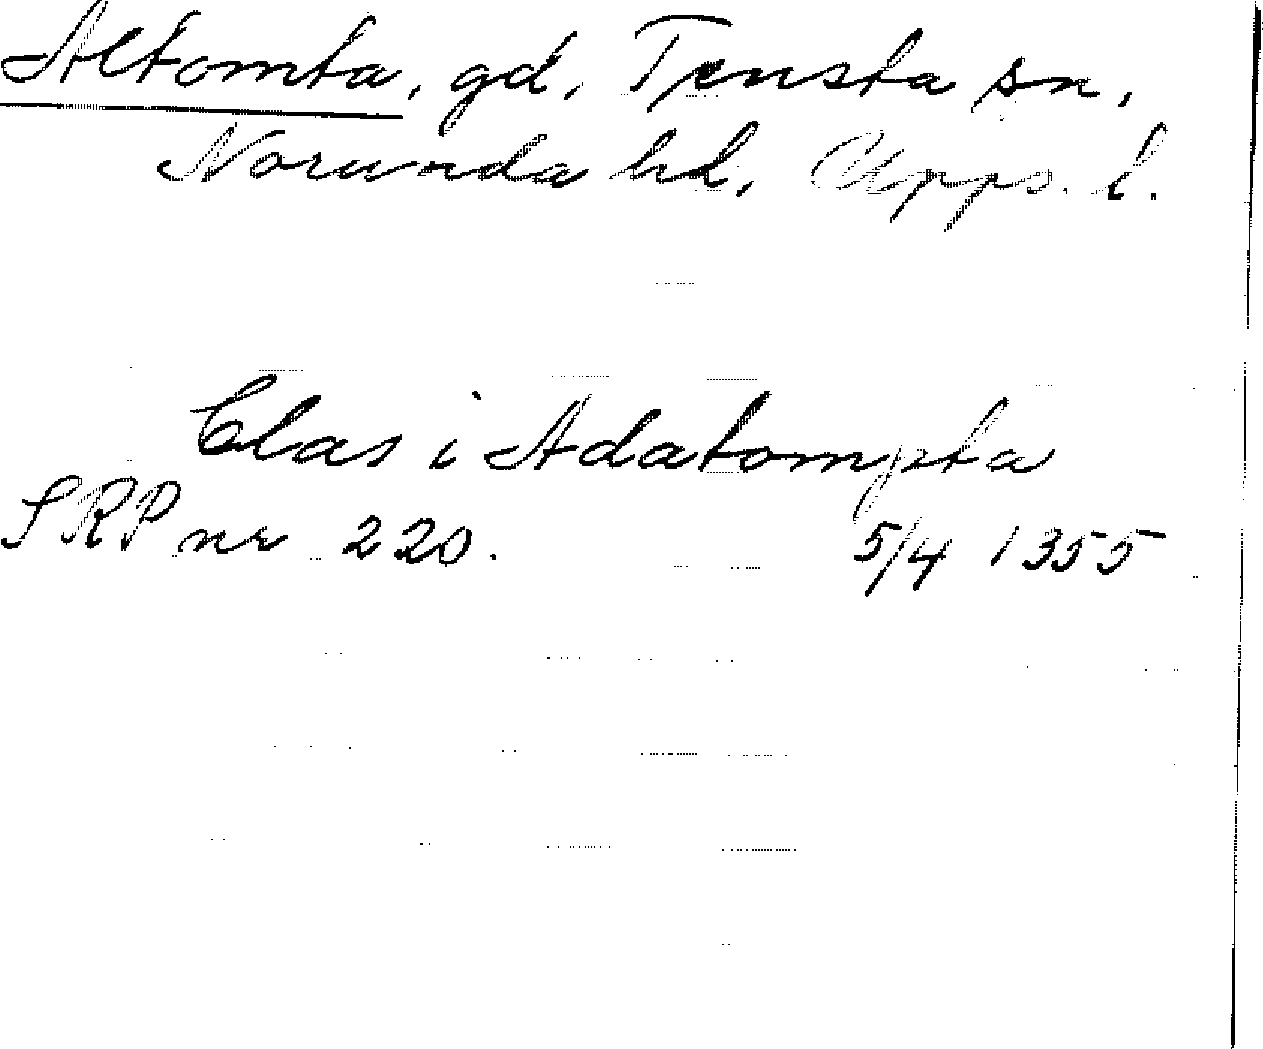 Altomta, gd, Tensta sn,
Norunda hd, Upps. l.
Clas i Adatompta
SRP nr 220. 5/4 1355